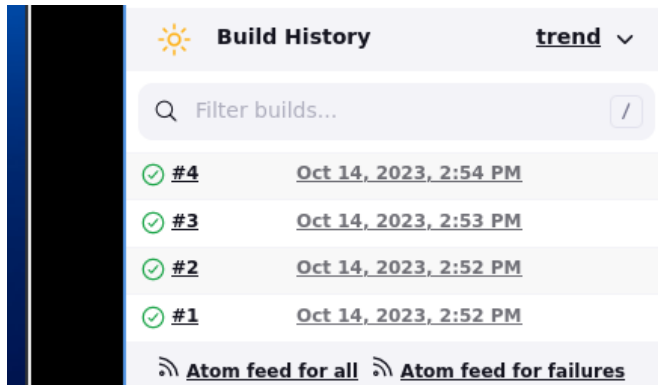 Build History trend
Filter builds... /
#4 Oct 14, 2023, 2:54 PM
#3 Oct 14, 2023, 2:53 PM
#2 Oct 14, 2023, 2:52 PM
#1 Oct 14, 2023, 2:52 PM
Atom feed for all Atom feed for failures